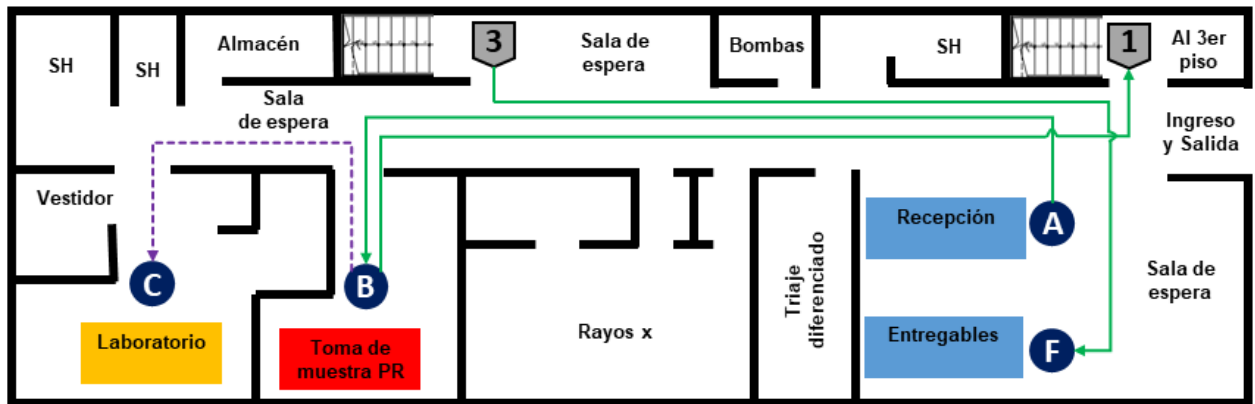 SH
SH
Almacén
3
Sala de
espera
Bombas
SH
1
Al 3er
piso
Sala
de espera
Ingreso
y Salida
Vestidor
Recepción
A
C
B
Triaje
diferenciado
Sala de
espera
Laboratorio
Toma de
muestra PR
Rayos x
Entregables
F